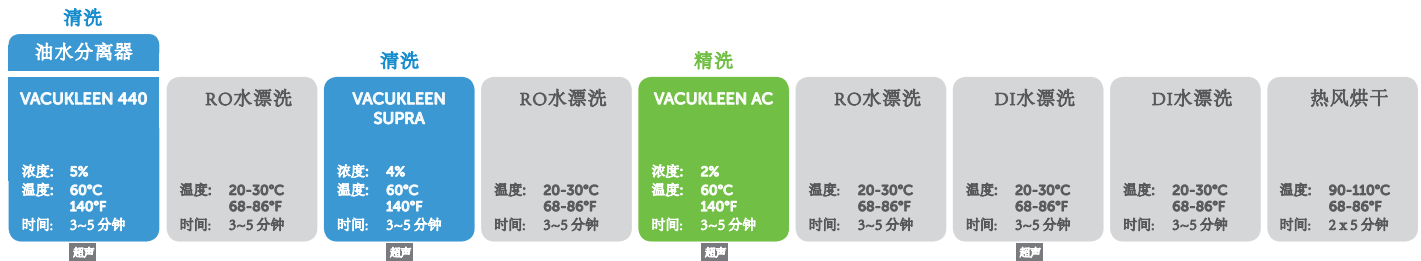 清洗
油水分离器
VACUKLEEN 440
浓度: 5%
温度: 60°C
140°F
时间: 3~5 分钟
超声
RO水漂洗
温度: 20-30°C
68-86°F
时间: 3~5 分钟
清洗
VACUKLEEN
SUPRA
浓度: 4%
温度: 60°C
140°F
时间: 3~5 分钟
超声
RO水漂洗
温度: 20-30°C
68-86°F
时间: 3~5 分钟
精洗
VACUKLEEN AC
浓度: 2%
温度: 60°C
140°F
时间: 3~5 分钟
超声
RO水漂洗
温度: 20-30°C
68-86°F
时间: 3~5 分钟
DI水漂洗
温度: 20-30°C
68-86°F
时间: 3~5 分钟
超声
DI水漂洗
温度: 20-30°C
68-86°F
时间: 3~5 分钟
热风烘干
温度: 90-110°C
68-86°F
时间: 2 x 5 分钟